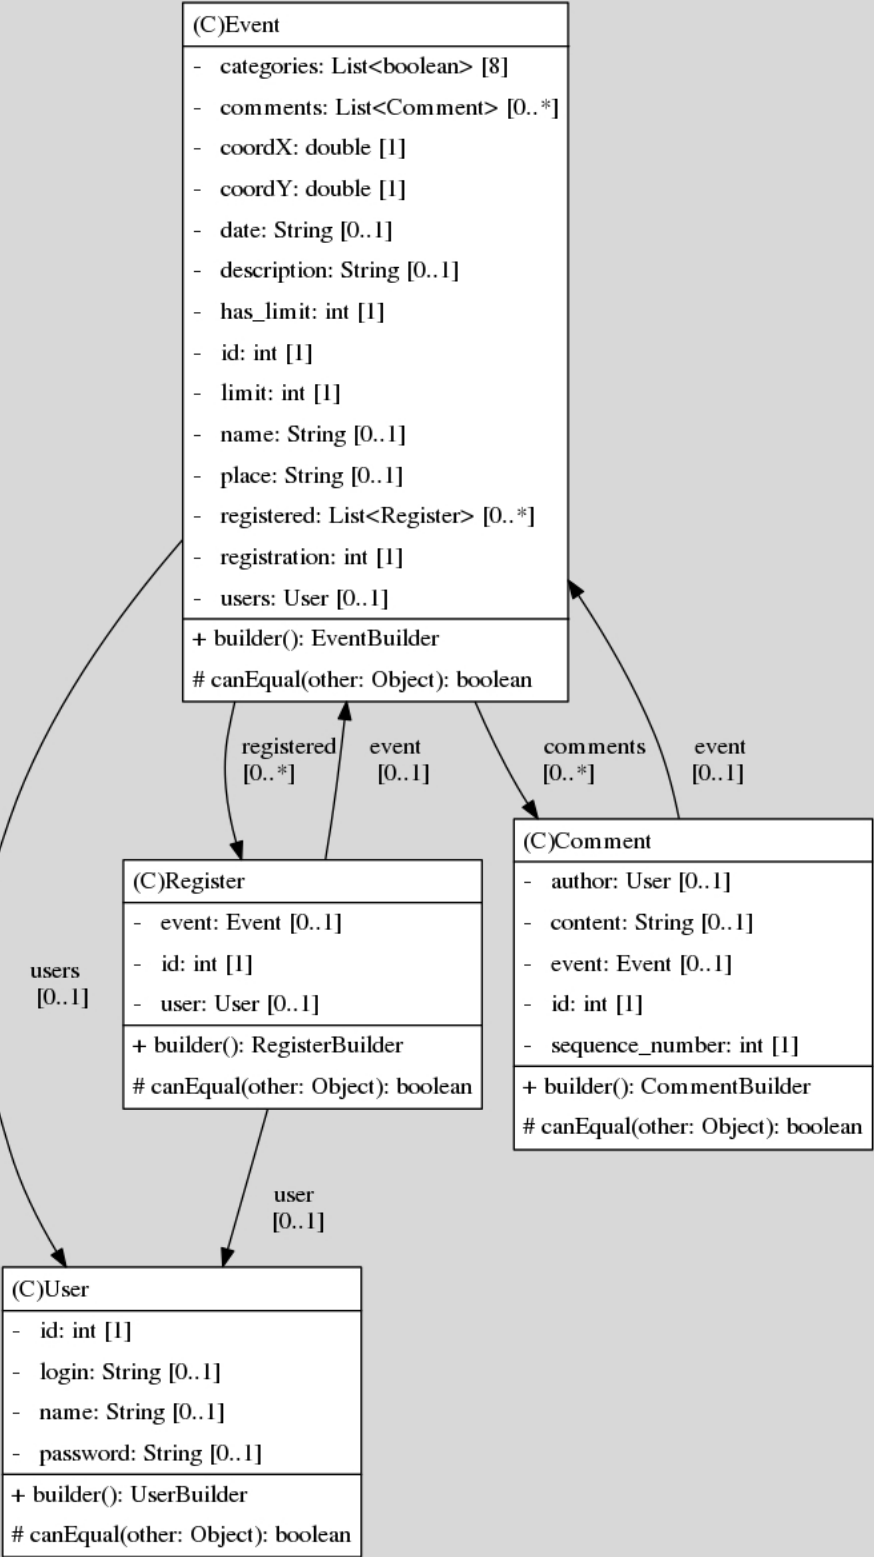 (C)Event
- categories: List<boolean> [8]
- comments: List<Comment> [0..*]
- coordX: double [1]
- coordY: double [1]
- date: String [0..1]
- description: String [0..1]
- has_limit: int [1]
- id: int [1]
- limit: int [1]
- name: String [0..1]
- place: String [0..1]
- registered: List<Register> [0..*]
- registration: int [1]
- users: User [0..1]
+ builder(): EventBuilder
# canEqual(other: Object): boolean
registered
[0..*]
event
[0..1]
comments
[0..*]
event
[0..1]
(C)Register
- event: Event [0..1]
- id: int [1]
- user: User [0..1]
+ builder(): RegisterBuilder
# canEqual(other: Object): boolean
(C)Comment
- author: User [0..1]
- content: String [0..1]
- event: Event [0..1]
- id: int [1]
- sequence_number: int [1]
+ builder(): CommentBuilder
# canEqual(other: Object): boolean
users
[0..1]
user
[0..1]
(C)User
- id: int [1]
- login: String [0..1]
- name: String [0..1]
- password: String [0..1]
+ builder(): UserBuilder
# canEqual(other: Object): boolean